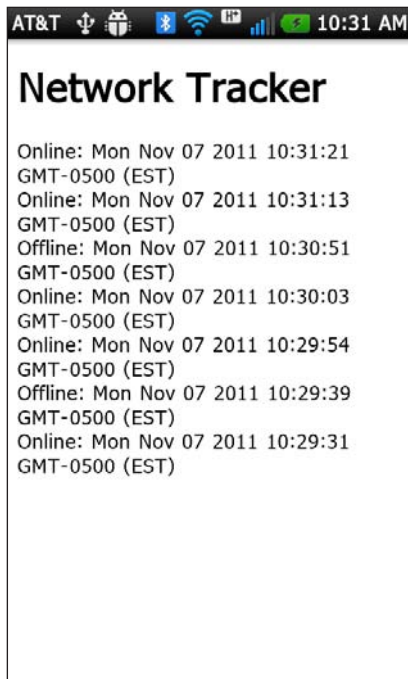 AT&T H+ 10:31 AM
Network Tracker
Online: Mon Nov 07 2011 10:31:21
GMT-0500 (EST)
Online: Mon Nov 07 2011 10:31:13
GMT-0500 (EST)
Offline: Mon Nov 07 2011 10:30:51
GMT-0500 (EST)
Online: Mon Nov 07 2011 10:30:03
GMT-0500 (EST)
Online: Mon Nov 07 2011 10:29:54
GMT-0500 (EST)
Offline: Mon Nov 07 2011 10:29:39
GMT-0500 (EST)
Online: Mon Nov 07 2011 10:29:31
GMT-0500 (EST)